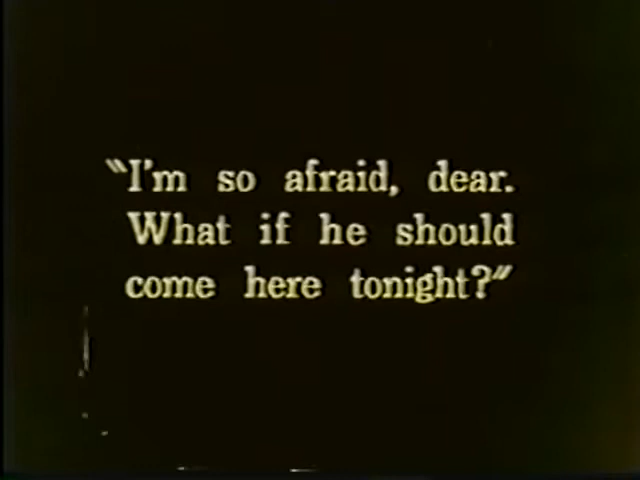 "I'm so afraid, dear.
What if he should
come here tonight?"